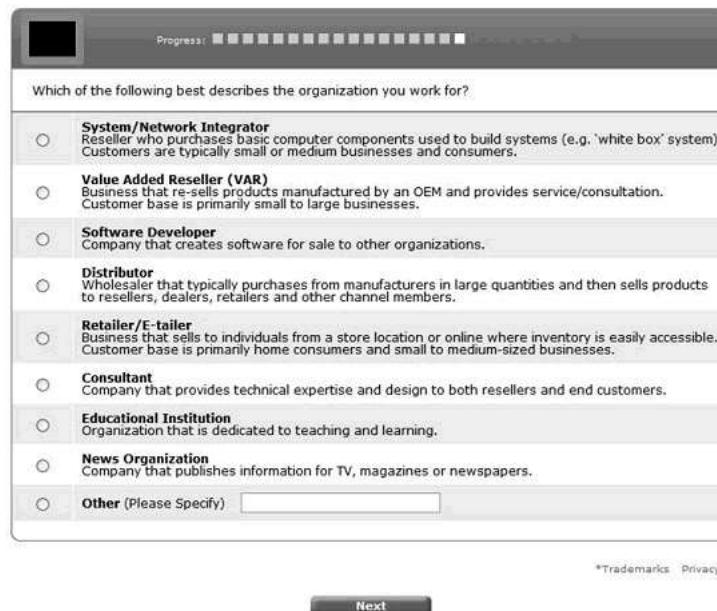 Progress:
Which of the following best describes the organization you work for?
System/Network Integrator
Reseller who purchases basic computer components used to build systems (e.g. 'white box' system)
Customers are typically small or medium businesses and consumers.
Value Added Reseller (VAR)
Business that re-sells products manufactured by an OEM and provides service/consultation.
Customer base is primarily small to large businesses.
Software Developer
Company that creates software for sale to other organizations.
Distributor
Wholesaler that typically purchases from manufacturers in large quantities and then sells products
to resellers, dealers, retailers and other channel members.
Retailer/E-tailer
Business that sells to individuals from a store location or online where inventory is easily accessible.
Customer base is primarily home consumers and small to medium-sized businesses.
Consultant
Company that provides technical expertise and design to both resellers and end customers.
Educational Institution
Organization that is dedicated to teaching and learning.
News Organization
Company that publishes information for TV, magazines or newspapers.
Other (Please Specify)
*Trademarks Privacy
Next